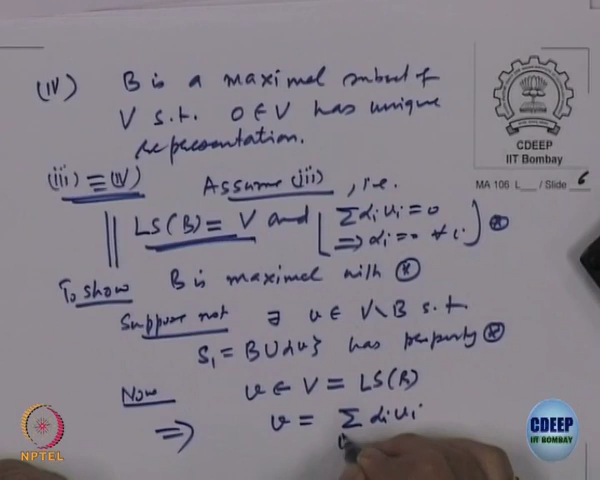 (iv) B is a maximal subset of
V s.t. 0 ∈ V has unique
representation.
CDEEP
IIT Bombay
MA 106 L___ / Slide 6
(iii) ≡ (iv) Assume (iii), i.e.
LS(B) = V and [ Σ αi vi = 0
⟹ αi = 0 ∀ i ] ⊛
To show B is maximal with ⊛
Suppose not ∃ v ∈ V \ B s.t.
S1 = B ∪ {v} has property ⊛
Now v ∈ V = LS(B)
⟹ v = Σ αi vi
NPTEL
CDEEP
IIT BOMBAY